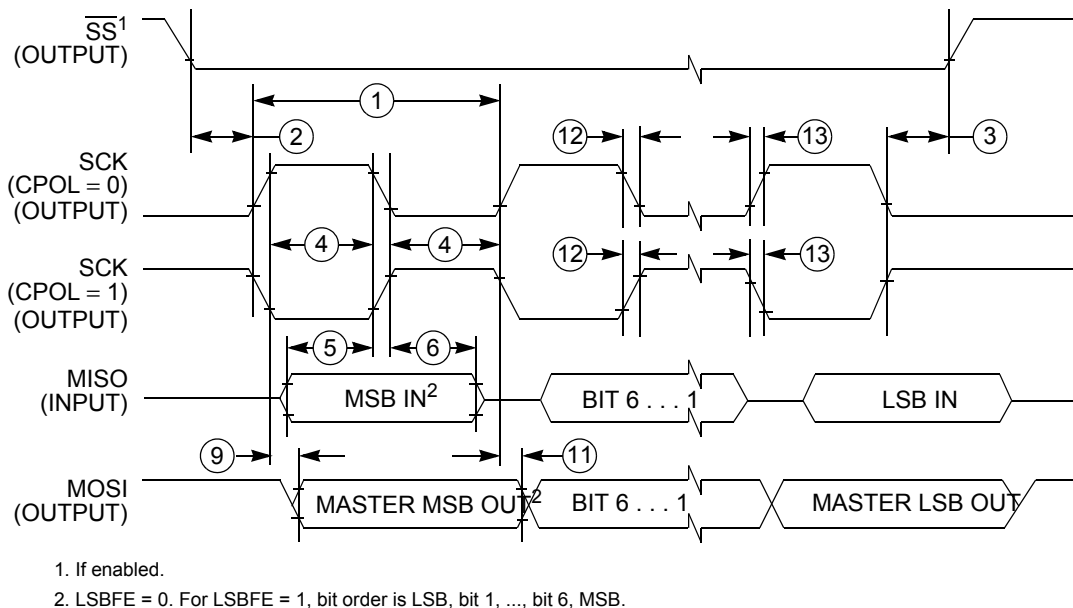 SS¹
(OUTPUT)
1
2
12
13
3
SCK
(CPOL = 0)
(OUTPUT)
4
4
SCK
(CPOL = 1)
(OUTPUT)
12
13
5
6
MISO
(INPUT)
MSB IN²
BIT 6 . . . 1
LSB IN
9
11
MOSI
(OUTPUT)
MASTER MSB OUT²
BIT 6 . . . 1
MASTER LSB OUT
1. If enabled.
2. LSBFE = 0. For LSBFE = 1, bit order is LSB, bit 1, ..., bit 6, MSB.